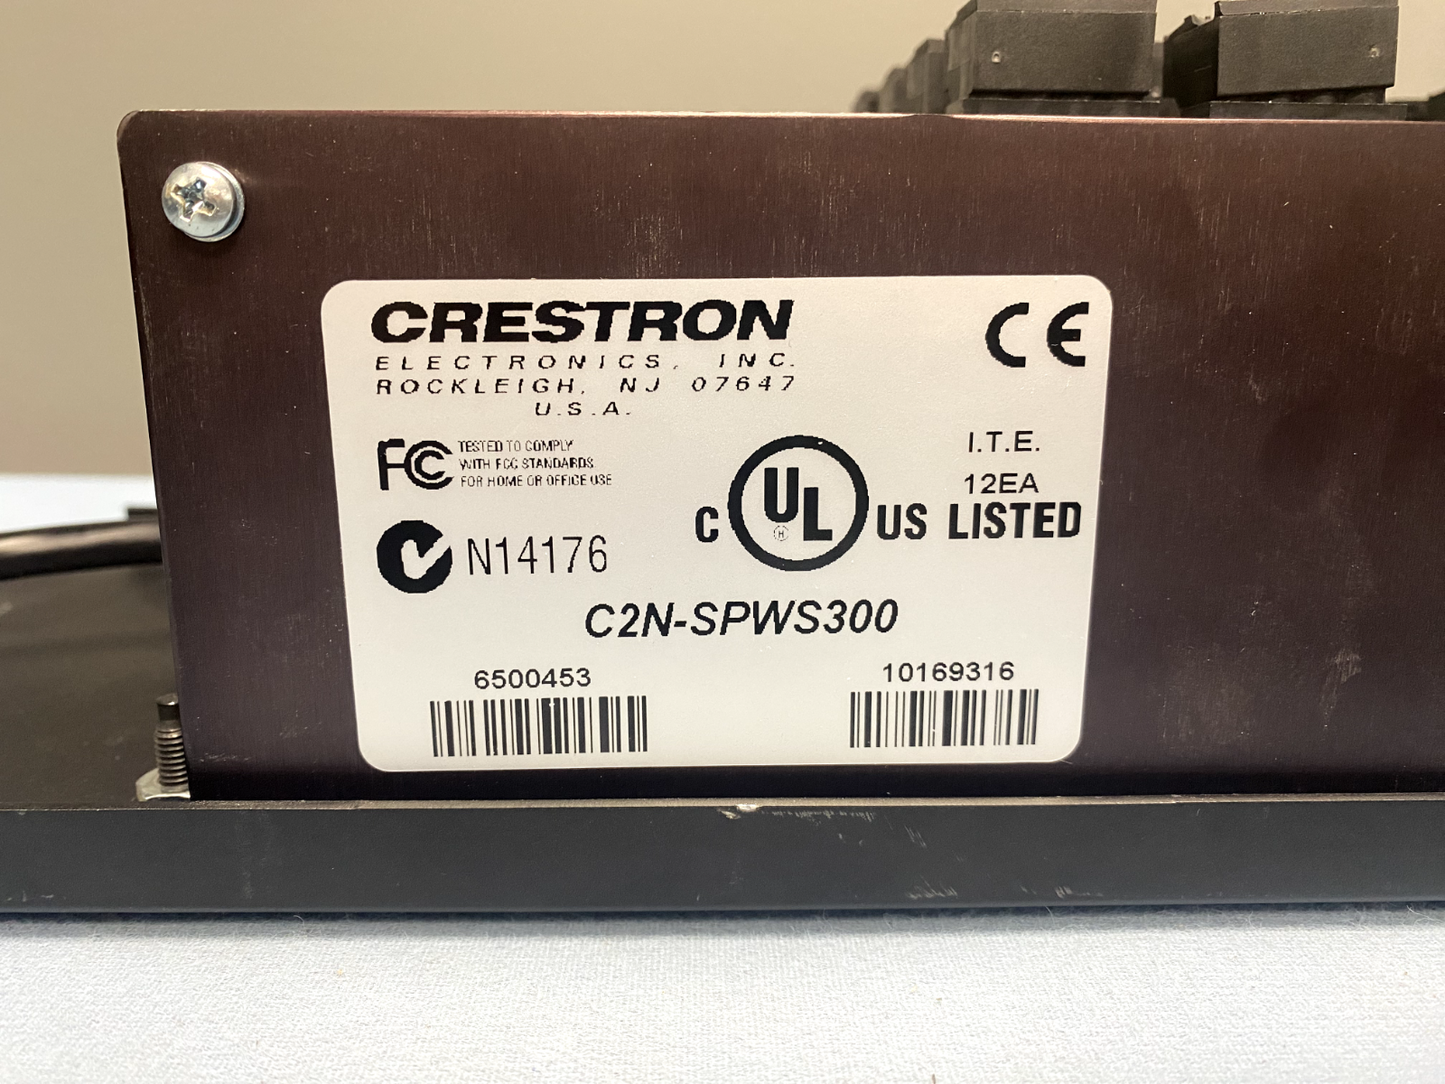 CRESTRON
ELECTRONICS, INC.
ROCKLEIGH, NJ 07647
U.S.A.
CE
FC
TESTED TO COMPLY
WITH FCC STANDARDS
FOR HOME OR OFFICE USE
I.T.E.
12EA
C UL US LISTED
N14176
C2N-SPWS300
6500453
10169316